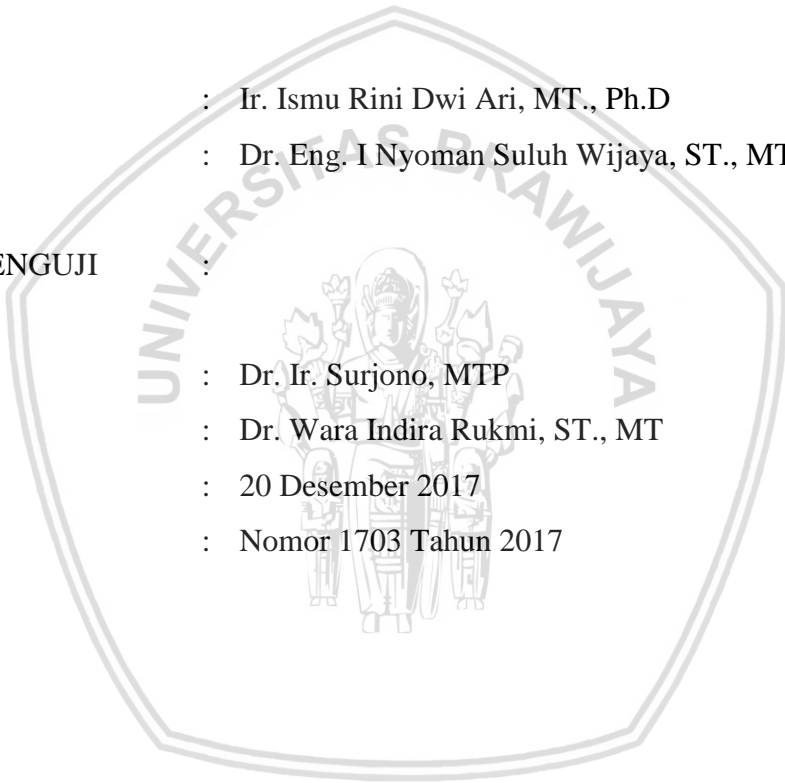 : Ir. Ismu Rini Dwi Ari, MT., Ph.D
: Dr. Eng. I Nyoman Suluh Wijaya, ST., MT
ENGUJI :
: Dr. Ir. Surjono, MTP
: Dr. Wara Indira Rukmi, ST., MT
: 20 Desember 2017
: Nomor 1703 Tahun 2017
UNIVERSITAS BRAWIJAYA